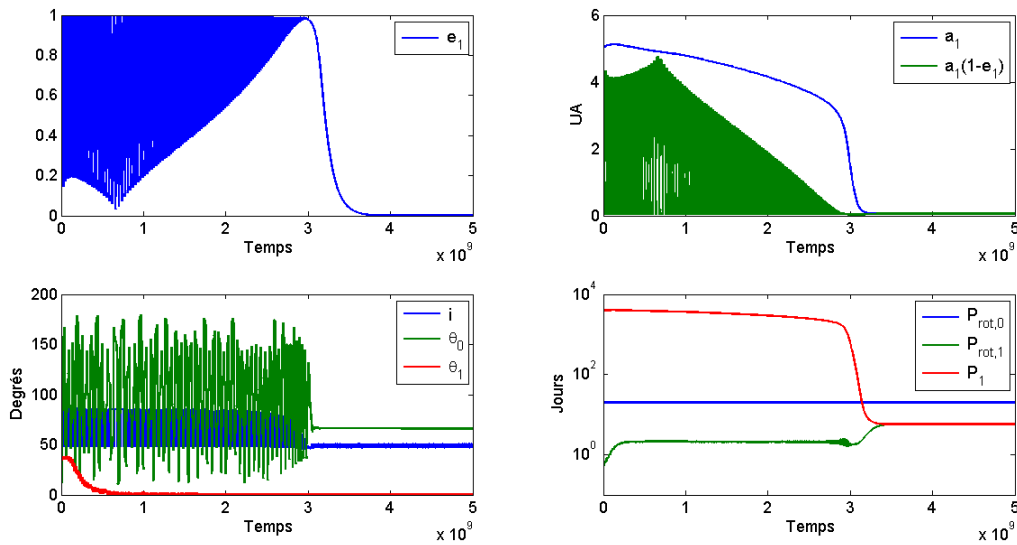 1
0.8
0.6
0.4
0.2
0
0 1 2 3 4 5
Temps
x 10^9
e_1
6
4
2
0
UA
0 1 2 3 4 5
Temps
x 10^9
a_1
a_1(1-e_1)
200
150
100
50
0
Degrés
0 1 2 3 4 5
Temps
x 10^9
i
θ_0
θ_1
10^4
10^2
10^0
Jours
0 1 2 3 4 5
Temps
x 10^9
P_rot,0
P_rot,1
P_1